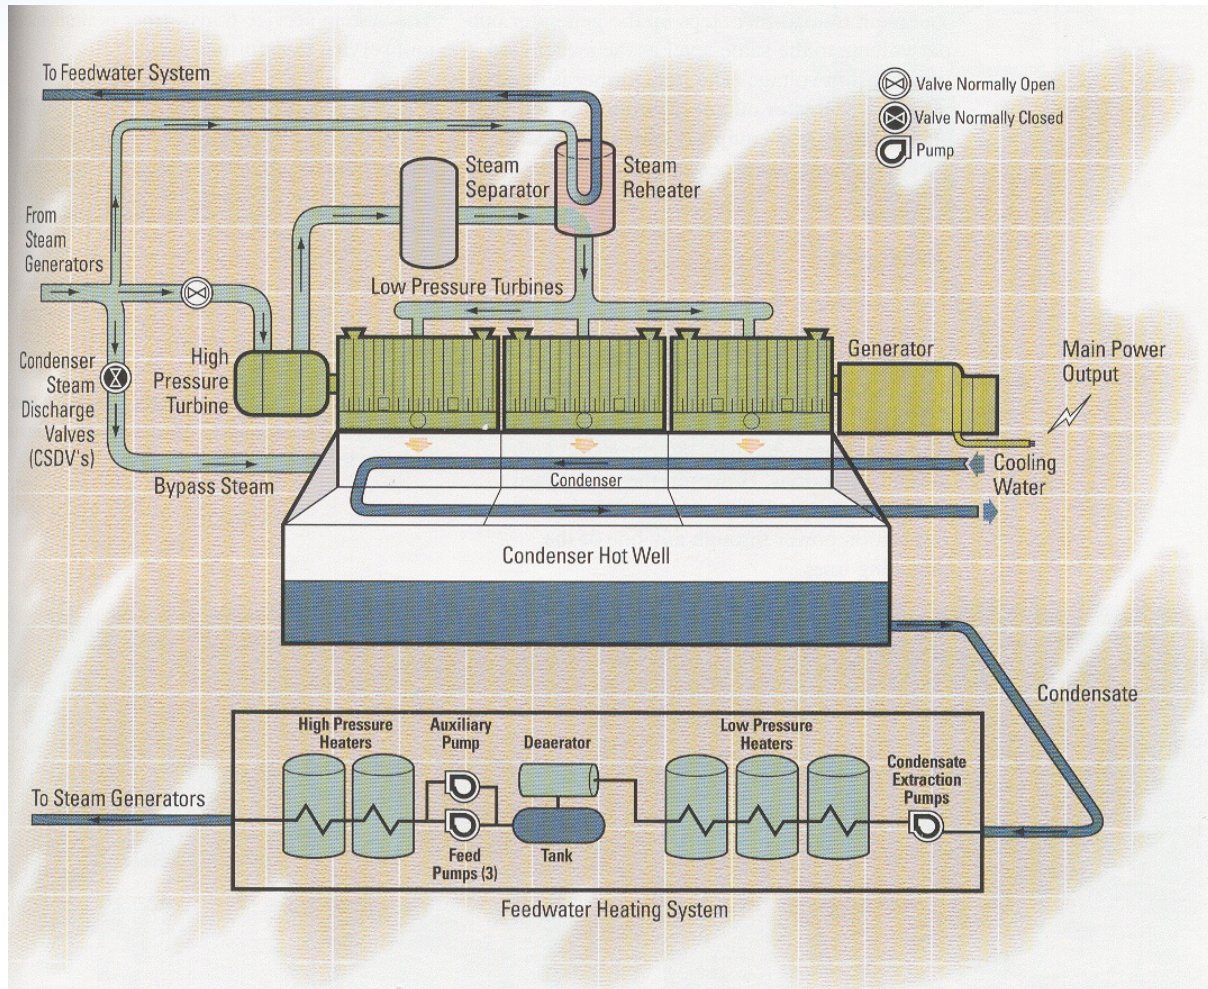 To Feedwater System
Valve Normally Open
Valve Normally Closed
Pump
Steam
Separator
Steam
Reheater
From
Steam
Generators
Low Pressure Turbines
High
Pressure
Turbine
Generator
Main Power
Output
Condenser
Steam
Discharge
Valves
(CSDV's)
Bypass Steam
Cooling
Water
Condenser
Condenser Hot Well
Condensate
High Pressure
Heaters
Auxiliary
Pump
Deaerator
Low Pressure
Heaters
Condensate
Extraction
Pumps
To Steam Generators
Feed
Pumps (3)
Tank
Feedwater Heating System